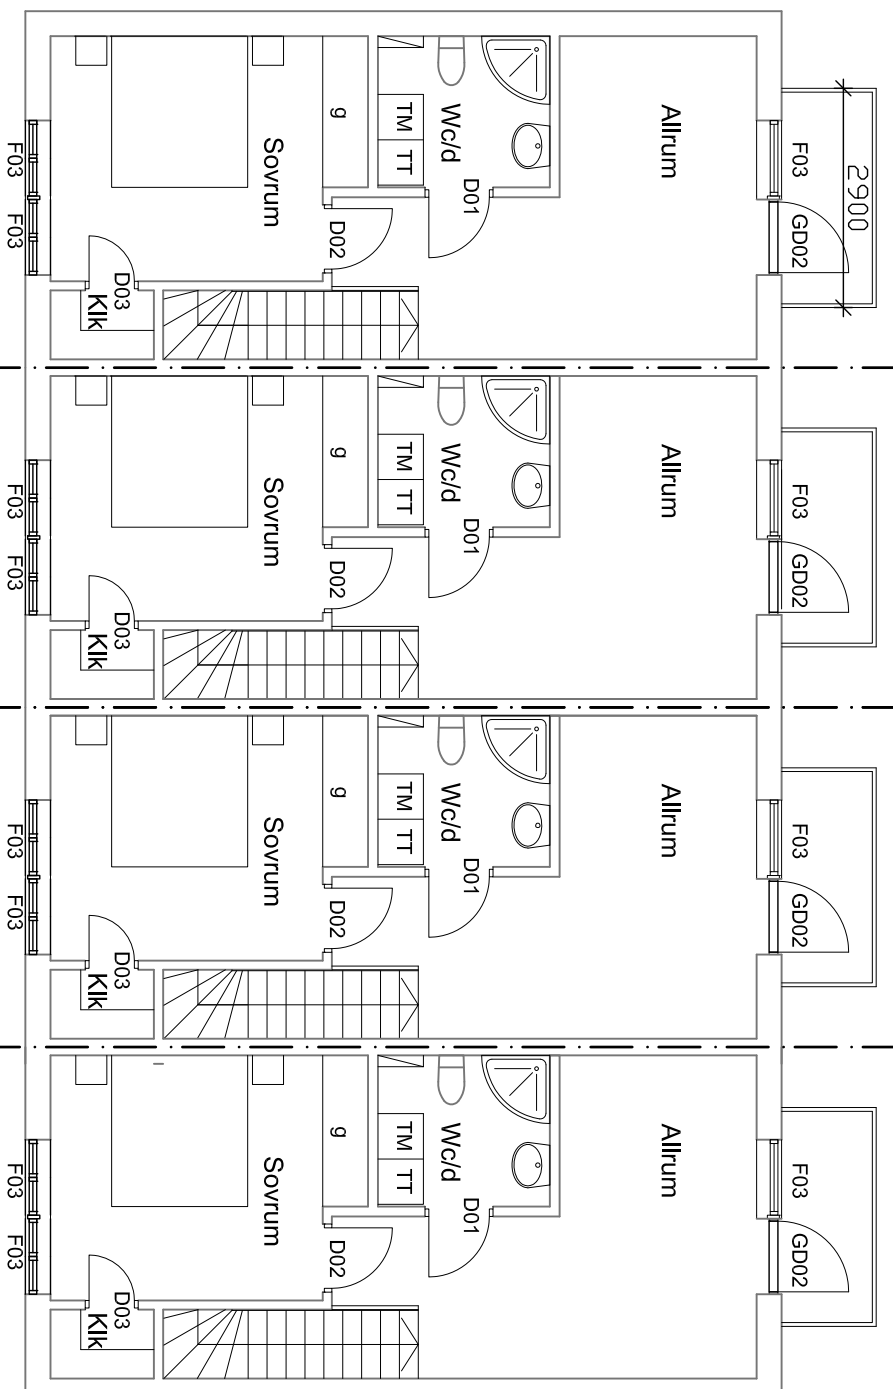 F03
F03
Sovrum
g
TM
TT
Wc/d
D01
D02
D03
Klk
Allrum
F03
GD02
2900
F03
F03
Sovrum
g
TM
TT
Wc/d
D01
D02
D03
Klk
Allrum
F03
GD02
F03
F03
Sovrum
g
TM
TT
Wc/d
D01
D02
D03
Klk
Allrum
F03
GD02
F03
F03
Sovrum
g
TM
TT
Wc/d
D01
D02
D03
Klk
Allrum
F03
GD02